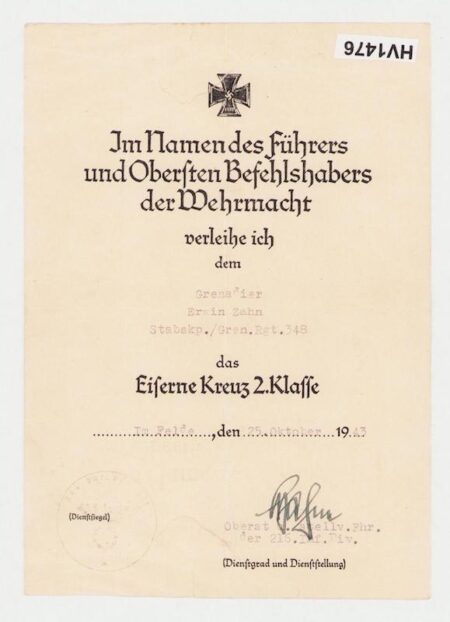 HV1476
Im Namen des Führers
und Obersten Befehlshabers
der Wehrmacht
verleihe ich
dem
Grenadier
Erwin Zahn
Stabskp./Gren.Rgt.348
das
Eiserne Kreuz 2.Klasse
Im Felde, den 25.Oktober 1943
(Dienstsiegel)
Oberst u. stellv.Fhr.
der Inf.Div.
(Dienstgrad und Dienststellung)